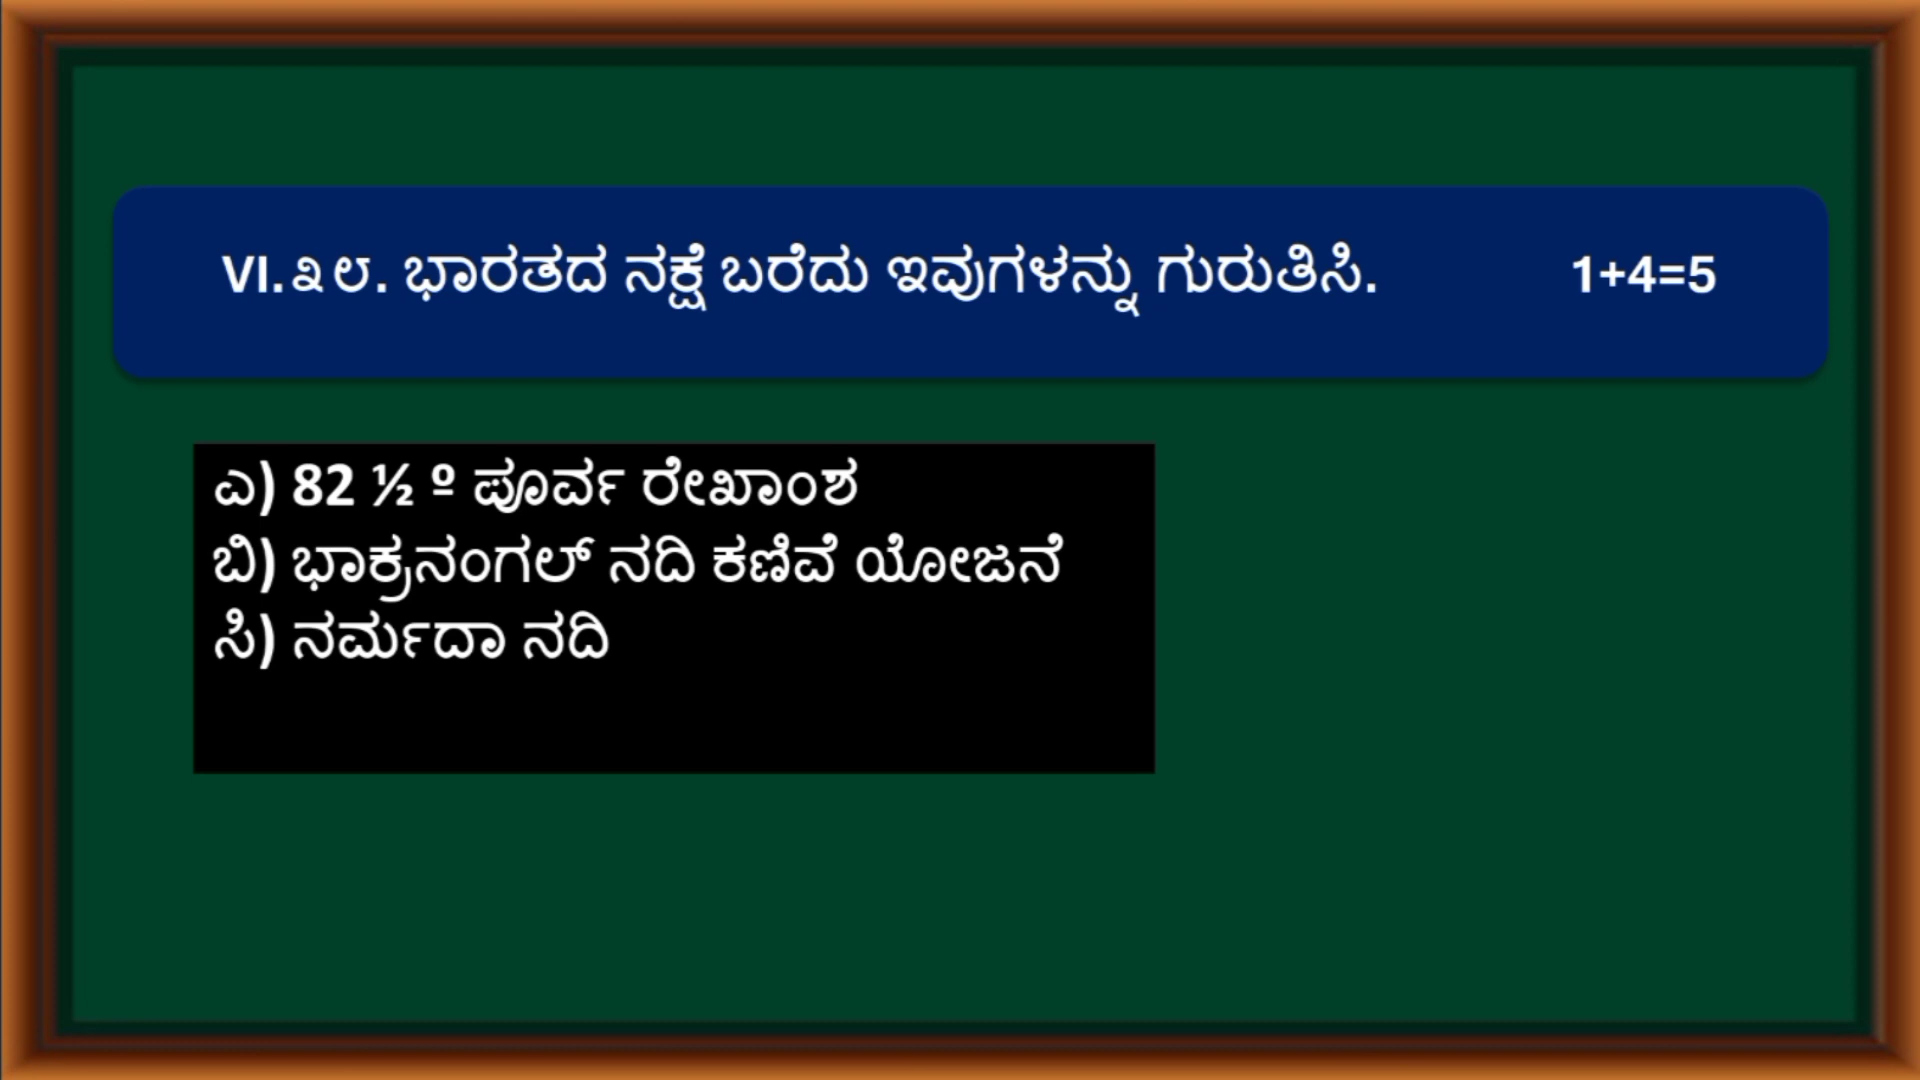 VI.೩೮. ಭಾರತದ ನಕ್ಷೆ ಬರೆದು ಇವುಗಳನ್ನು ಗುರುತಿಸಿ. 1+4=5
ಎ) 82 ½ º ಪೂರ್ವ ರೇಖಾಂಶ
ಬಿ) ಭಾಕ್ರನಂಗಲ್ ನದಿ ಕಣಿವೆ ಯೋಜನೆ
ಸಿ) ನರ್ಮದಾ ನದಿ